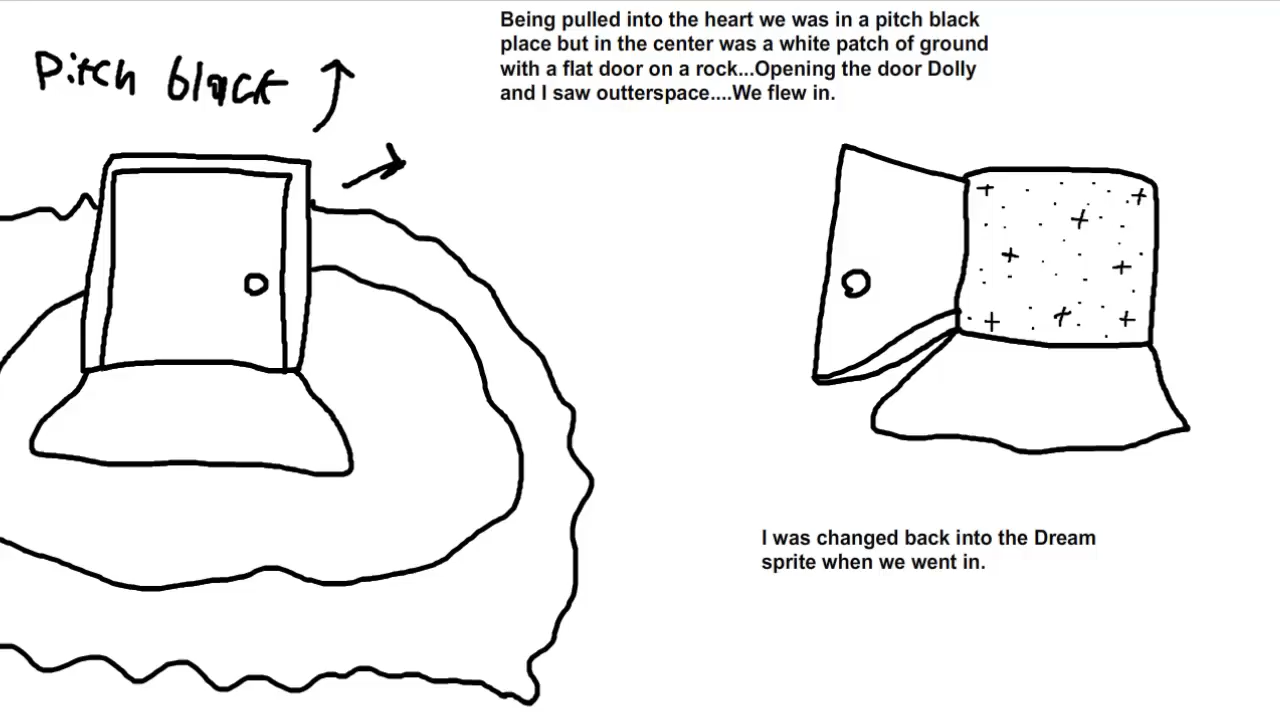 Pitch black
Being pulled into the heart we was in a pitch black
place but in the center was a white patch of ground
with a flat door on a rock...Opening the door Dolly
and I saw outterspace....We flew in.
I was changed back into the Dream
sprite when we went in.